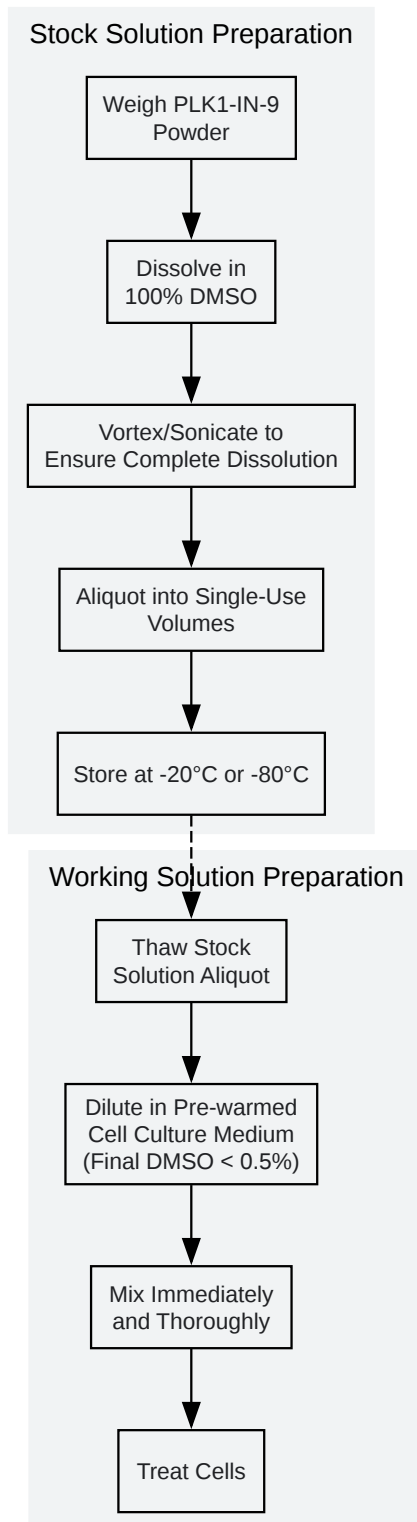 Stock Solution Preparation
Weigh PLK1-IN-9
Powder
Dissolve in
100% DMSO
Vortex/Sonicate to
Ensure Complete Dissolution
Aliquot into Single-Use
Volumes
Store at -20°C or -80°C
Working Solution Preparation
Thaw Stock
Solution Aliquot
Dilute in Pre-warmed
Cell Culture Medium
(Final DMSO < 0.5%)
Mix Immediately
and Thoroughly
Treat Cells